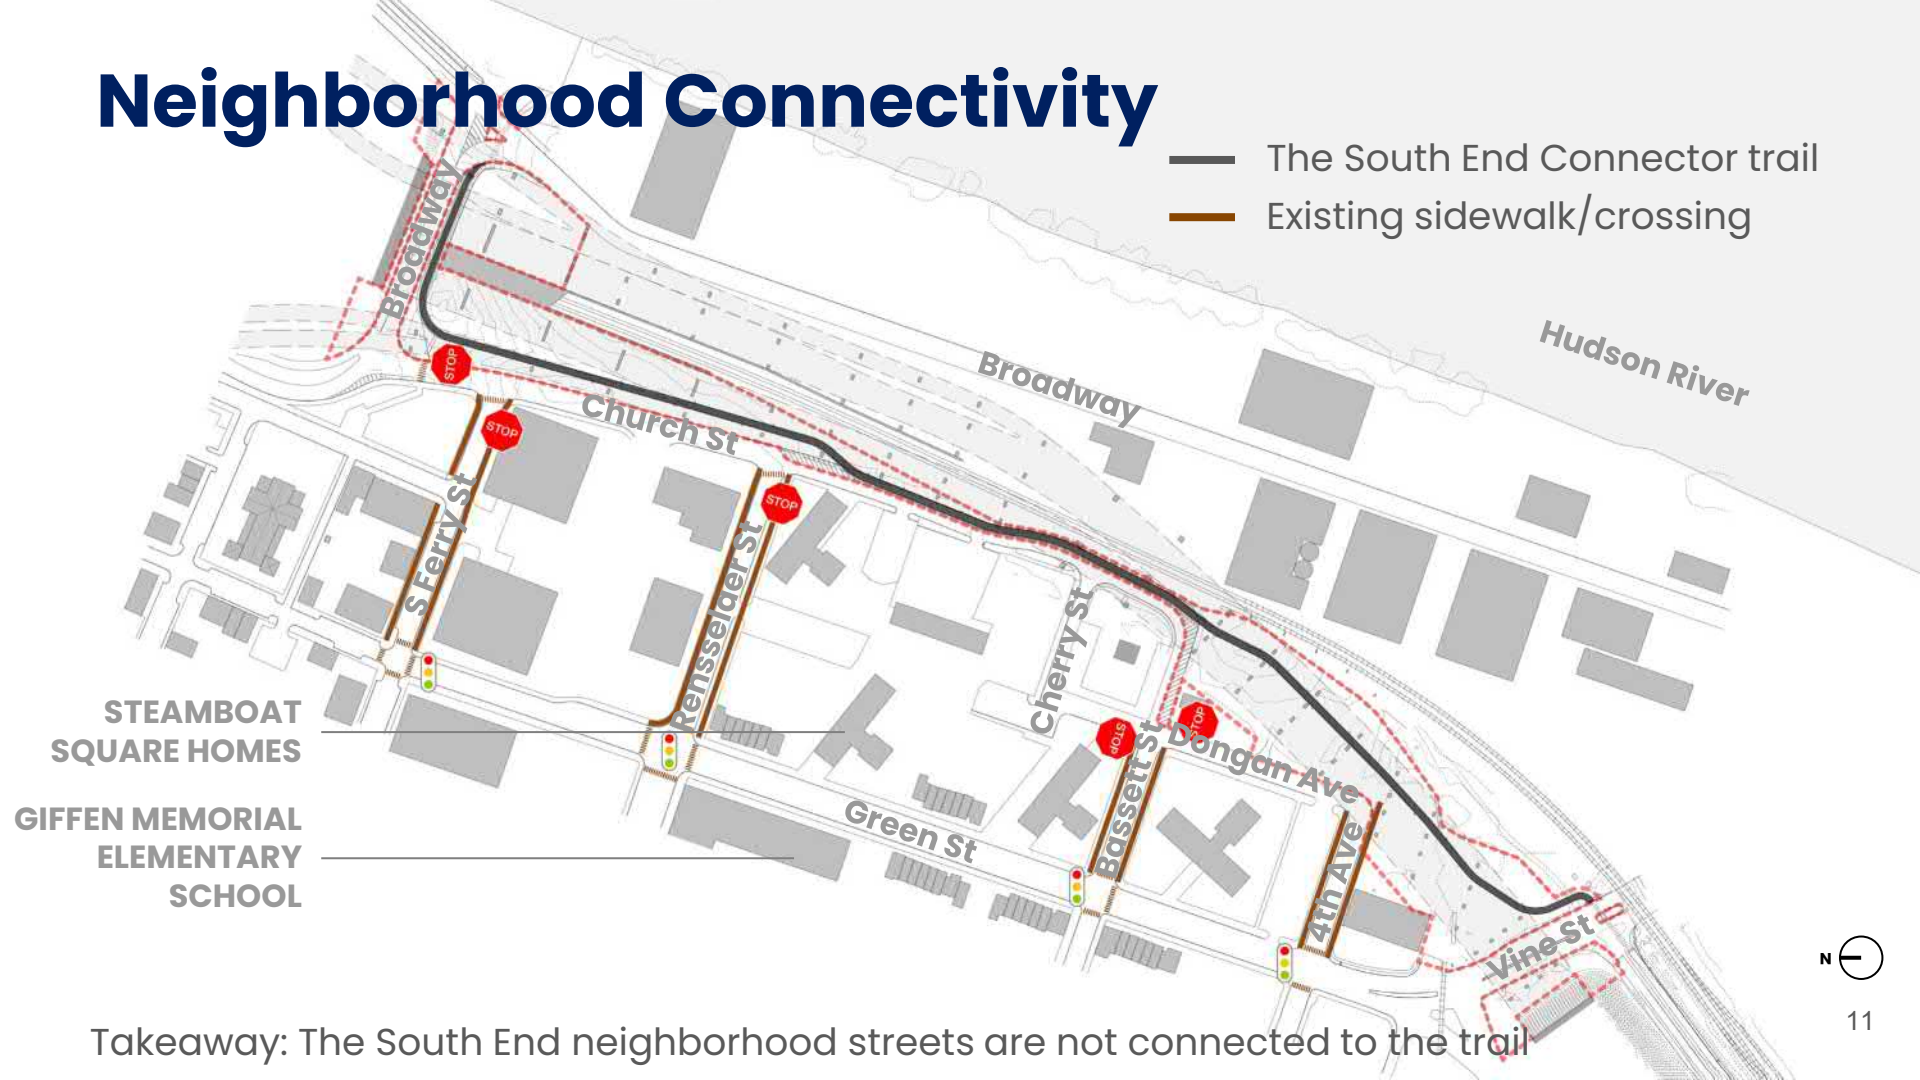 Neighborhood Connectivity
The South End Connector trail
Existing sidewalk/crossing
Broadway
Hudson River
Broadway
STOP
Church St
STOP
STOP
S Ferry St
Rensselaer St
Cherry St
STOP
STOP
Dongan Ave
Bassett St
STEAMBOAT
SQUARE HOMES
GIFFEN MEMORIAL
ELEMENTARY
SCHOOL
Green St
4th Ave
Vine St
N
11
Takeaway: The South End neighborhood streets are not connected to the trail